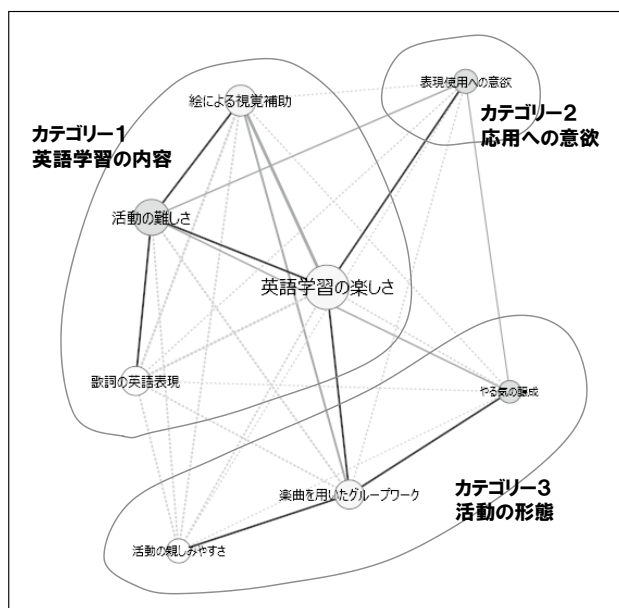 絵による視覚補助
表現使用への意欲
カテゴリー1
英語学習の内容
カテゴリー2
応用への意欲
活動の難しさ
英語学習の楽しさ
歌詞の英語表現
やる気の醸成
楽曲を用いたグループワーク
カテゴリー3
活動の形態
活動の親しみやすさ